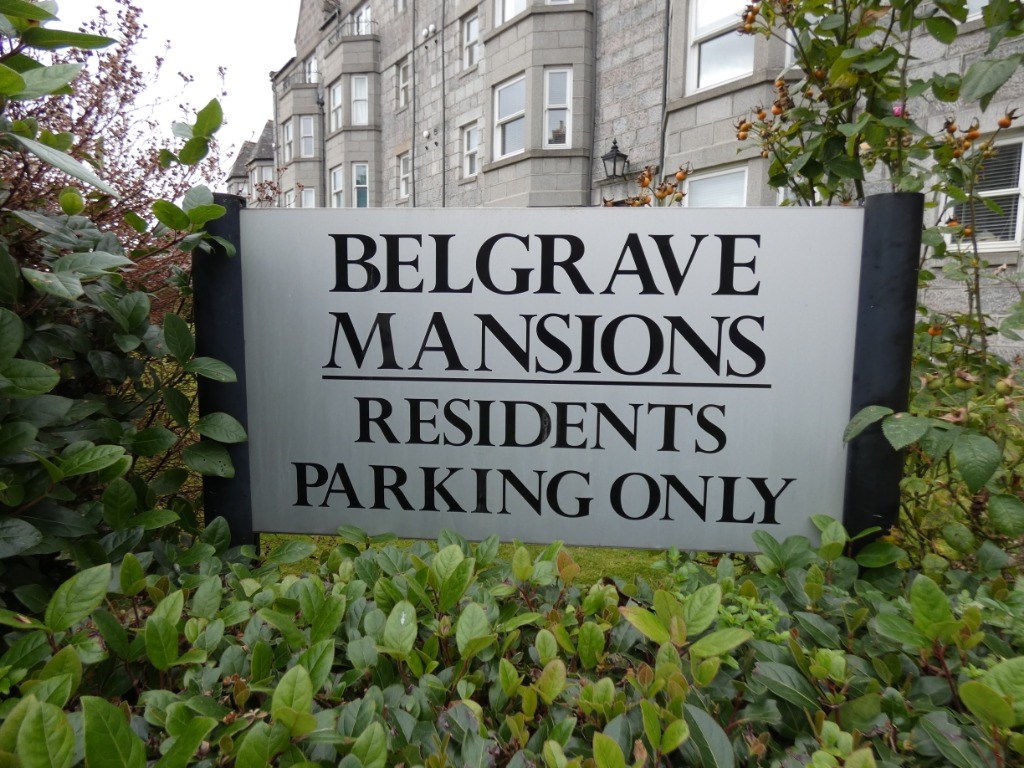 BELGRAVE
MANSIONS
RESIDENTS
PARKING ONLY